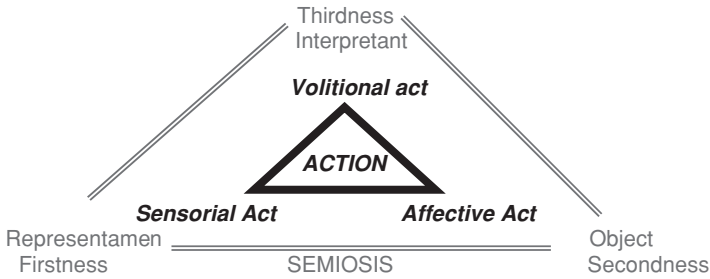 Thirdness
Interpretant
Volitional act
ACTION
Sensorial Act Affective Act
Representamen Object
Firstness SEMIOSIS Secondness